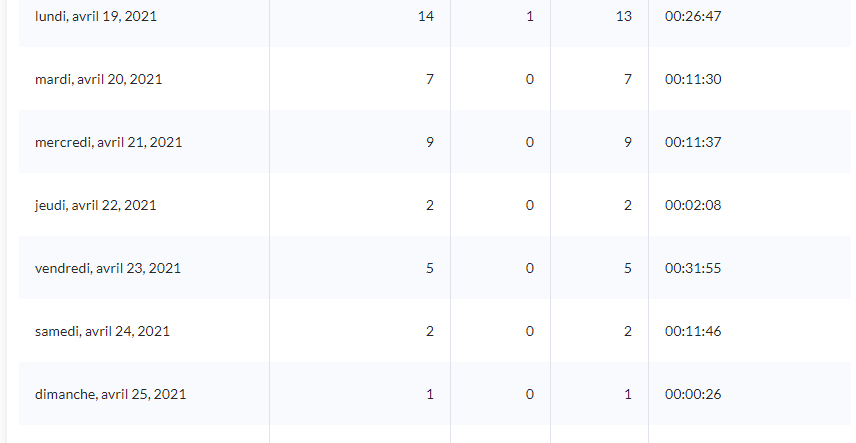 lundi, avril 19, 2021 14 1 13 00:26:47
mardi, avril 20, 2021 7 0 7 00:11:30
mercredi, avril 21, 2021 9 0 9 00:11:37
jeudi, avril 22, 2021 2 0 2 00:02:08
vendredi, avril 23, 2021 5 0 5 00:31:55
samedi, avril 24, 2021 2 0 2 00:11:46
dimanche, avril 25, 2021 1 0 1 00:00:26